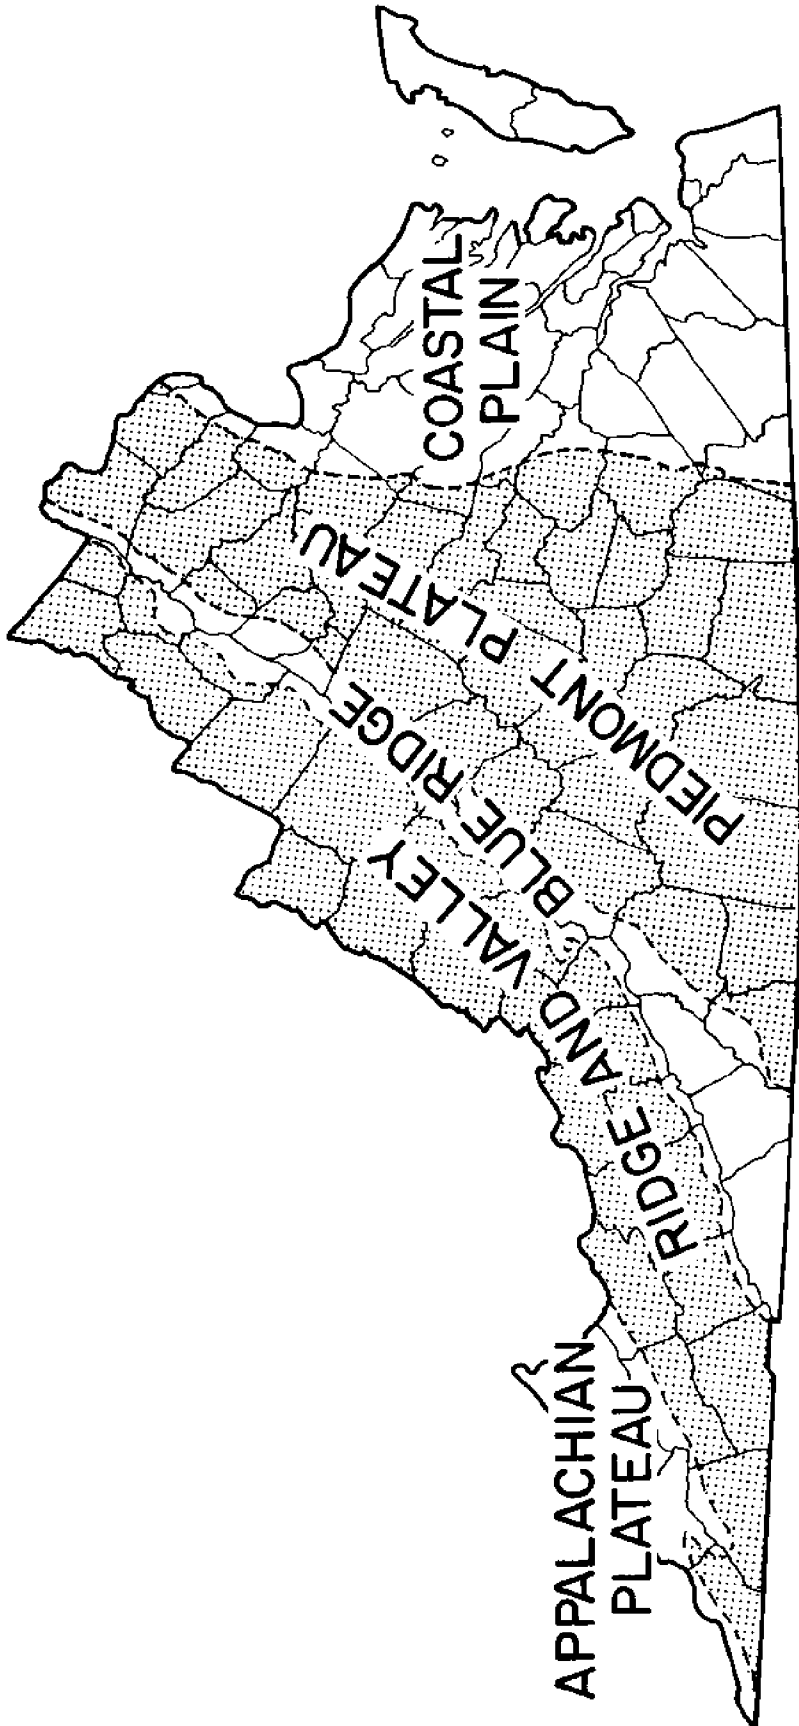 COASTAL
PLAIN
PIEDMONT PLATEAU
BLUE RIDGE
RIDGE AND VALLEY
APPALACHIAN
PLATEAU